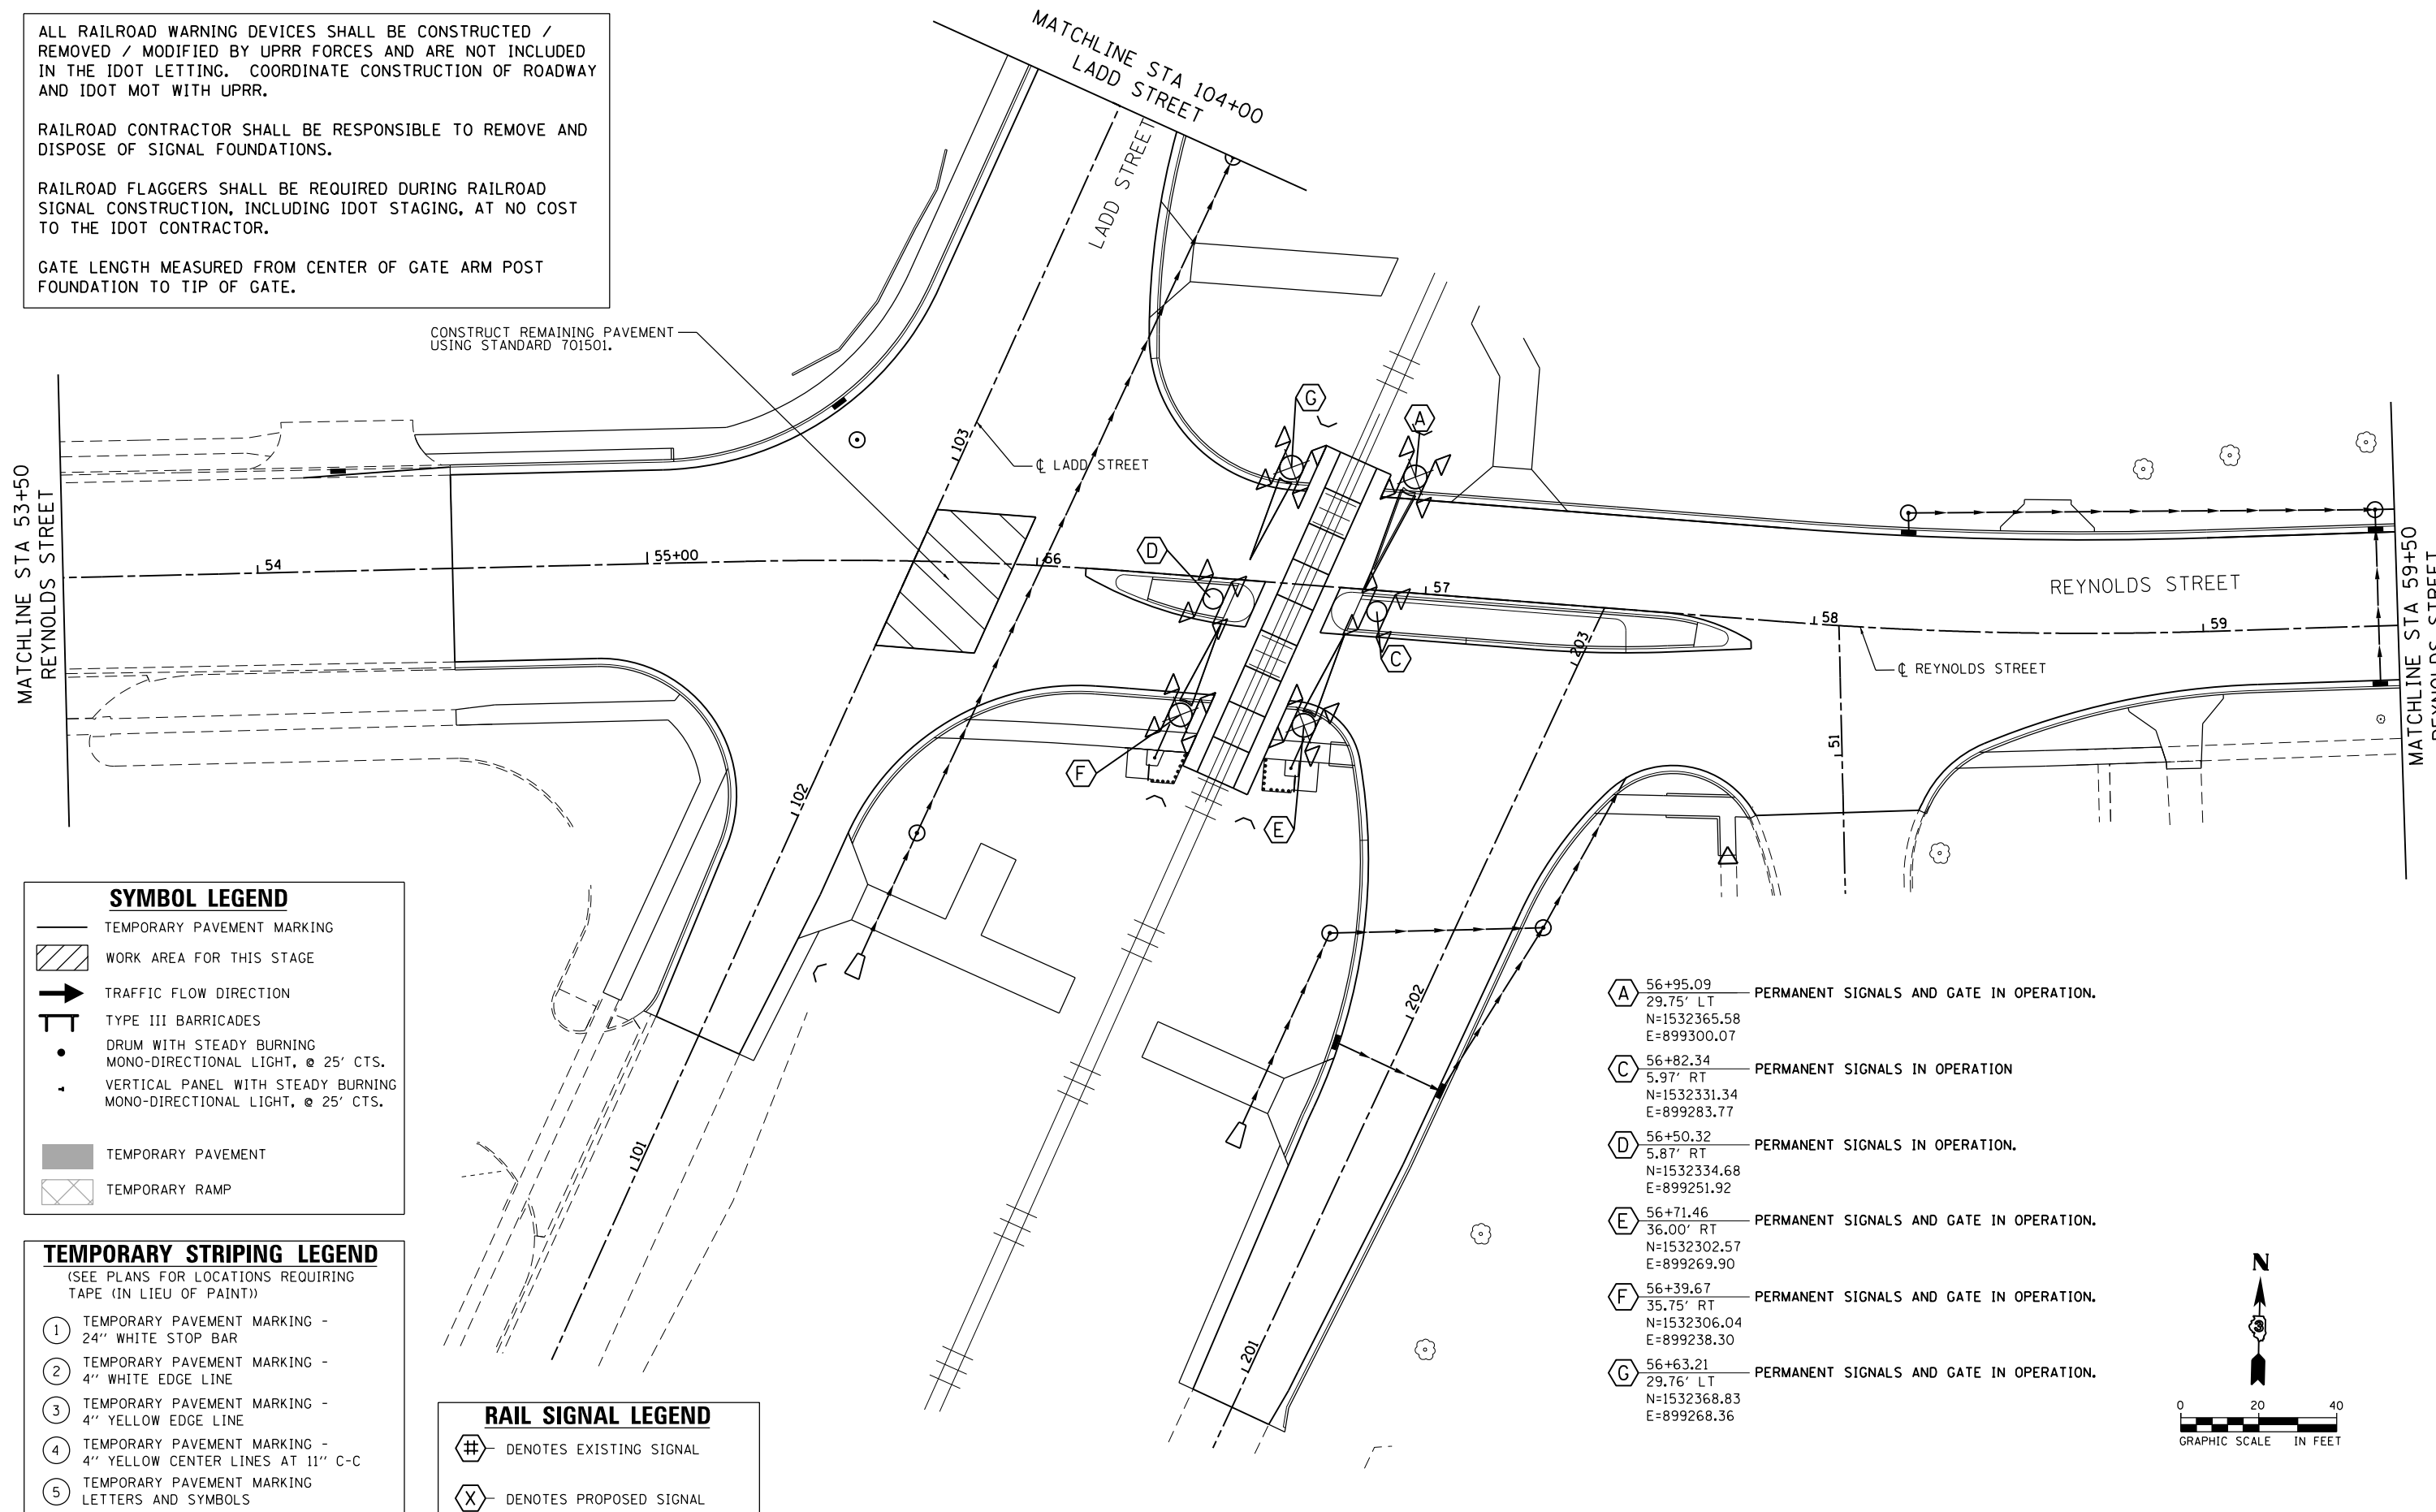 ALL RAILROAD WARNING DEVICES SHALL BE CONSTRUCTED /
REMOVED / MODIFIED BY UPRR FORCES AND ARE NOT INCLUDED
IN THE IDOT LETTING. COORDINATE CONSTRUCTION OF ROADWAY
AND IDOT MOT WITH UPRR.
RAILROAD CONTRACTOR SHALL BE RESPONSIBLE TO REMOVE AND
DISPOSE OF SIGNAL FOUNDATIONS.
RAILROAD FLAGGERS SHALL BE REQUIRED DURING RAILROAD
SIGNAL CONSTRUCTION, INCLUDING IDOT STAGING, AT NO COST
TO THE IDOT CONTRACTOR.
GATE LENGTH MEASURED FROM CENTER OF GATE ARM POST
FOUNDATION TO TIP OF GATE.
MATCHLINE STA 104+00
LADD STREET
LADD STREET
CONSTRUCT REMAINING PAVEMENT
USING STANDARD 701501.
MATCHLINE STA 53+50
REYNOLDS STREET
103
℄ LADD STREET
G
A
D
C
F
E
54
55+00
56
57
58
59
REYNOLDS STREET
℄ REYNOLDS STREET
MATCHLINE STA 59+50
REYNOLDS STREET
203
51
102
202
101
201
SYMBOL LEGEND
TEMPORARY PAVEMENT MARKING
WORK AREA FOR THIS STAGE
TRAFFIC FLOW DIRECTION
TYPE III BARRICADES
DRUM WITH STEADY BURNING
MONO-DIRECTIONAL LIGHT, @ 25' CTS.
VERTICAL PANEL WITH STEADY BURNING
MONO-DIRECTIONAL LIGHT, @ 25' CTS.
TEMPORARY PAVEMENT
TEMPORARY RAMP
TEMPORARY STRIPING LEGEND
(SEE PLANS FOR LOCATIONS REQUIRING
TAPE (IN LIEU OF PAINT))
1 TEMPORARY PAVEMENT MARKING -
24'' WHITE STOP BAR
2 TEMPORARY PAVEMENT MARKING -
4'' WHITE EDGE LINE
3 TEMPORARY PAVEMENT MARKING -
4'' YELLOW EDGE LINE
4 TEMPORARY PAVEMENT MARKING -
4'' YELLOW CENTER LINES AT 11'' C-C
5 TEMPORARY PAVEMENT MARKING
LETTERS AND SYMBOLS
RAIL SIGNAL LEGEND
# DENOTES EXISTING SIGNAL
X DENOTES PROPOSED SIGNAL
A 56+95.09 PERMANENT SIGNALS AND GATE IN OPERATION.
29.75' LT
N=1532365.58
E=899300.07
C 56+82.34 PERMANENT SIGNALS IN OPERATION
5.97' RT
N=1532331.34
E=899283.77
D 56+50.32 PERMANENT SIGNALS IN OPERATION.
5.87' RT
N=1532334.68
E=899251.92
E 56+71.46 PERMANENT SIGNALS AND GATE IN OPERATION.
36.00' RT
N=1532302.57
E=899269.90
F 56+39.67 PERMANENT SIGNALS AND GATE IN OPERATION.
35.75' RT
N=1532306.04
E=899238.30
G 56+63.21 PERMANENT SIGNALS AND GATE IN OPERATION.
29.76' LT
N=1532368.83
E=899268.36
N
3
0 20 40
GRAPHIC SCALE IN FEET